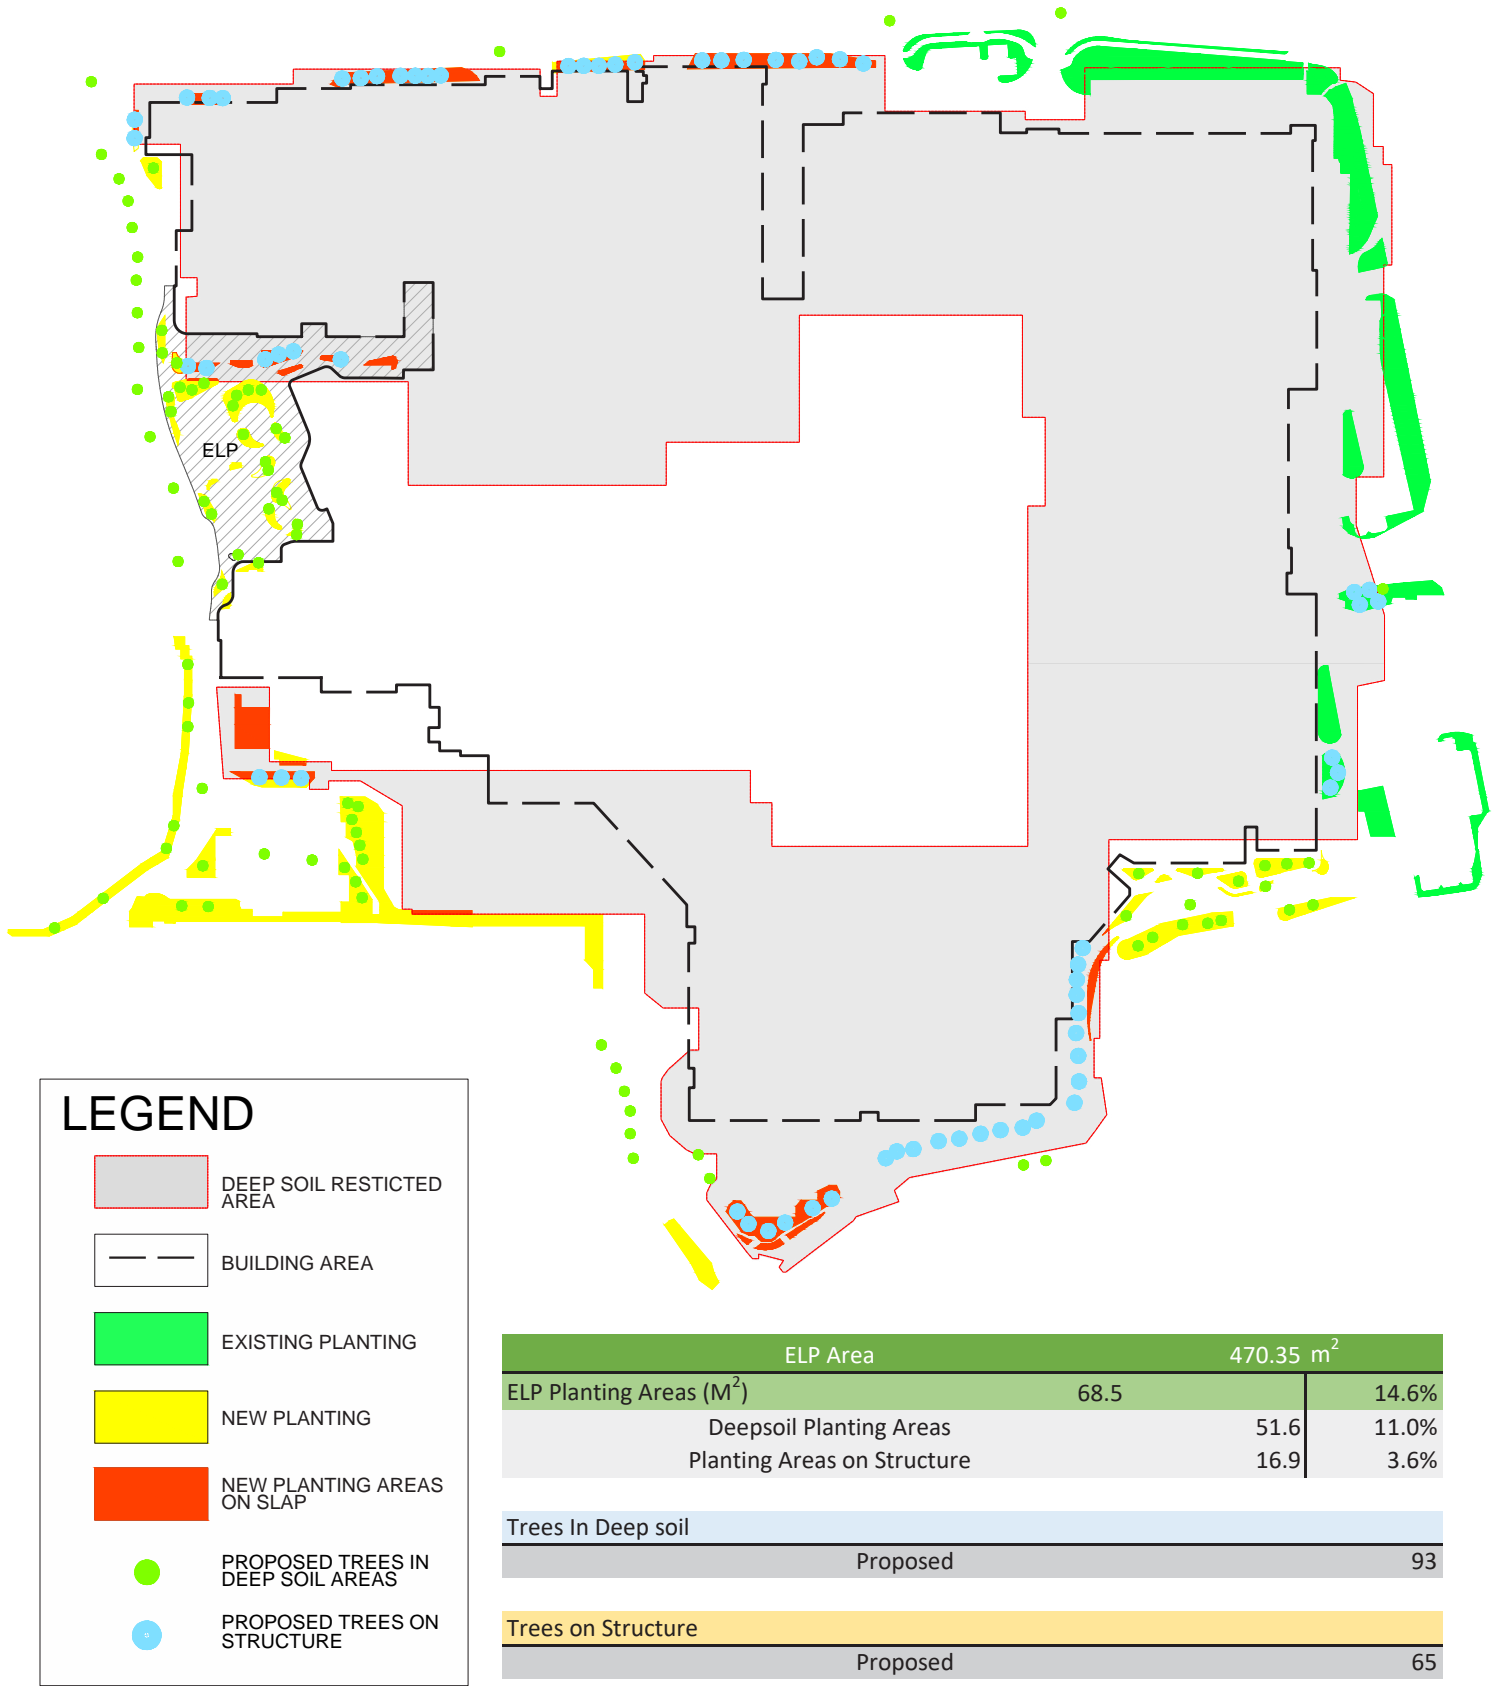 ELP
LEGEND
DEEP SOIL RESTICTED
AREA
BUILDING AREA
EXISTING PLANTING
NEW PLANTING
NEW PLANTING AREAS
ON SLAP
PROPOSED TREES IN
DEEP SOIL AREAS
PROPOSED TREES ON
STRUCTURE
ELP Area 470.35 m²
ELP Planting Areas (M²) 68.5 14.6%
Deepsoil Planting Areas 51.6 11.0%
Planting Areas on Structure 16.9 3.6%
Trees In Deep soil
Proposed 93
Trees on Structure
Proposed 65